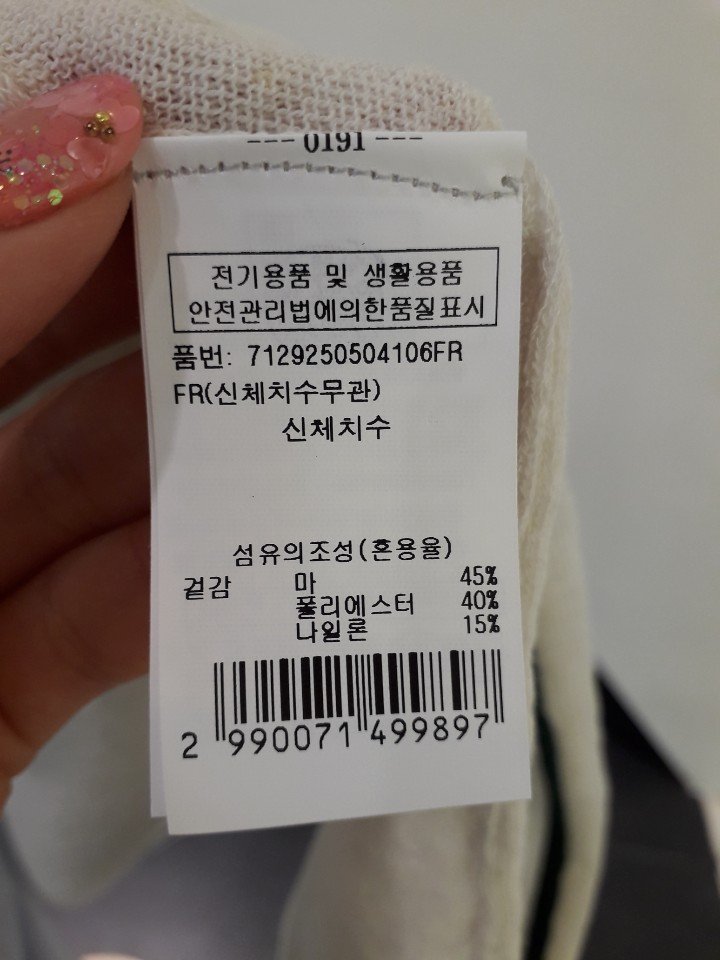 --- 0191 ---
전기용품 및 생활용품
안전관리법에의한품질표시
품번: 7129250504106FR
FR(신체치수무관)
신체치수
섬유의조성(혼용율)
겉감 마 45%
폴리에스터 40%
나일론 15%
2 990071 499897